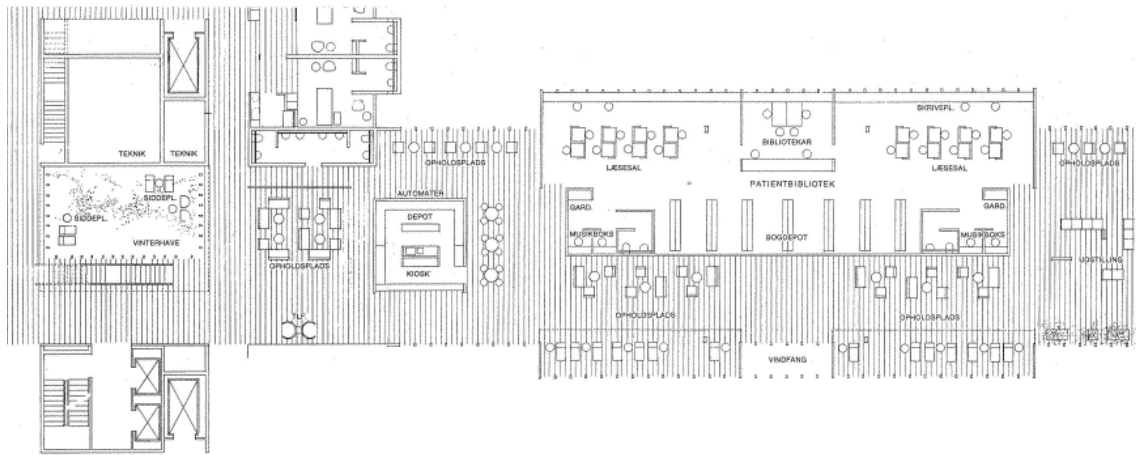 TEKNIK
TEKNIK
SIDDEPL.
SIDDEPL.
VINTERHAVE
OPHOLDSPLADS
TLF.
OPHOLDSPLADS
AUTOMATER
DEPOT
KIOSK
SKRIVEPL.
BIBLIOTEKAR
LÆSESAL
LÆSESAL
PATIENTBIBLIOTEK
GARD.
GARD.
MUSIKBOKS
BOGDEPOT
MUSIKBOKS
OPHOLDSPLADS
OPHOLDSPLADS
VINDFANG
OPHOLDSPLADS
UDSTILLING